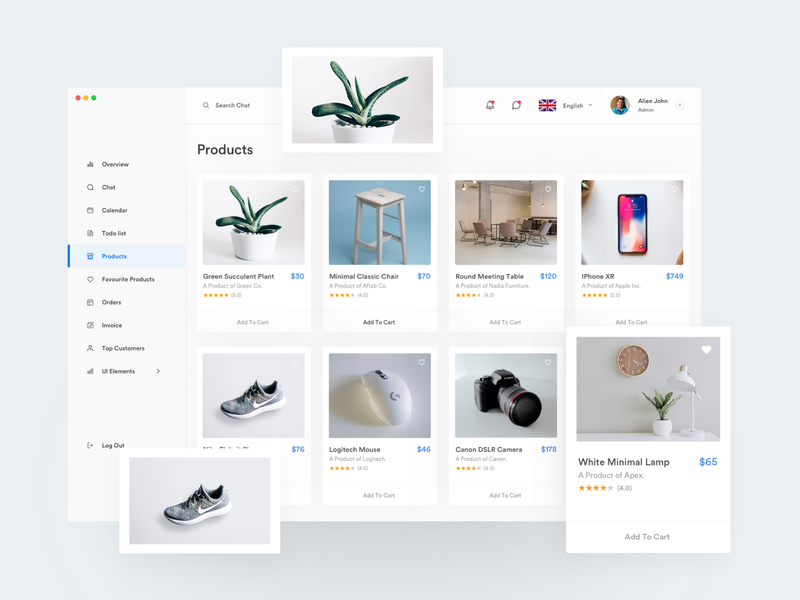 Search Chat
English
Alien John
Admin
Products
Overview
Chat
Calendar
Todo list
Products
Favourite Products
Orders
Invoice
Top Customers
UI Elements
Log Out
Green Succulent Plant $30
A Product of Green Co.
(5.0)
Add To Cart
Minimal Classic Chair $70
A Product of Aftab Co.
(4.0)
Add To Cart
Round Meeting Table $120
A Product of Nadia Furniture.
(4.0)
Add To Cart
IPhone XR $749
A Product of Apple Inc.
(5.0)
Add To Cart
$76
Logitech Mouse $46
A Product of Logitech.
(4.0)
Add To Cart
Canon DSLR Camera $178
A Product of Canon.
(4.0)
Add To Cart
White Minimal Lamp $65
A Product of Apex.
(4.0)
Add To Cart